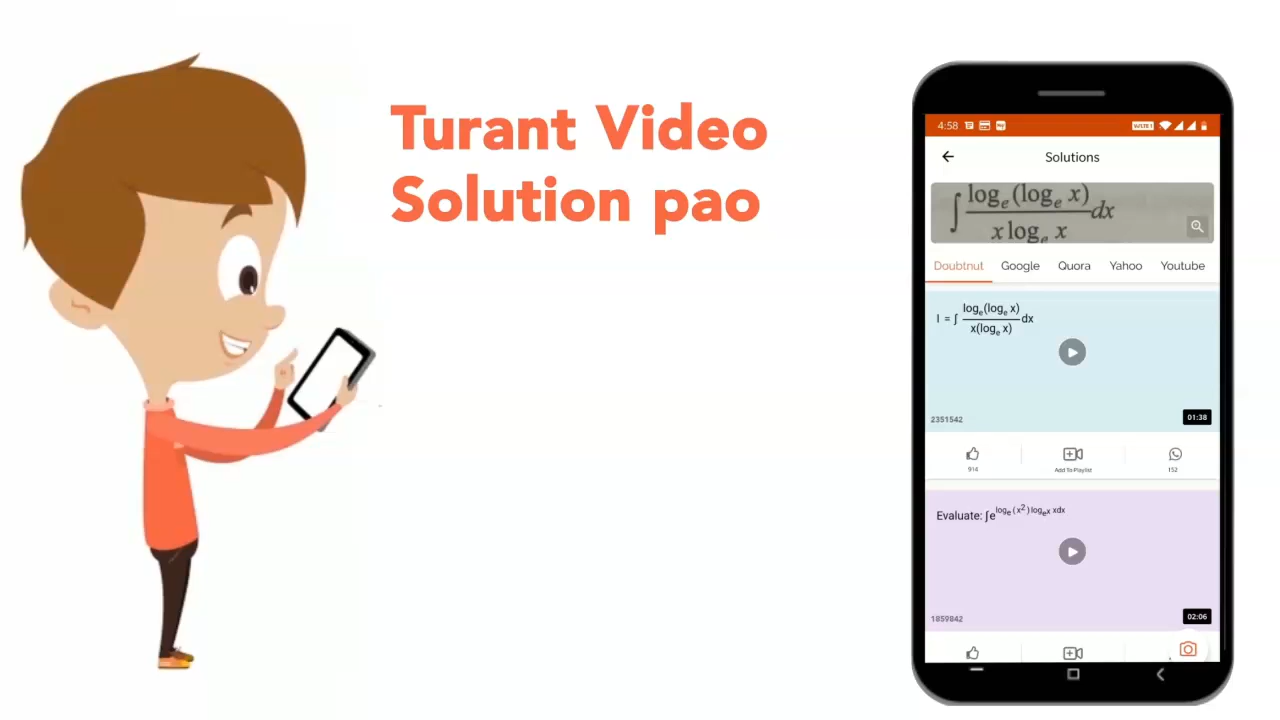 Turant Video
Solution pao
4:58
VoLTE1
Solutions
∫ logₑ(logₑ x) / x logₑ x dx
Doubtnut Google Quora Yahoo Youtube
I = ∫ logₑ(logₑ x) / x(logₑ x) dx
2351542 01:38
914 Add To Playlist 152
Evaluate: ∫e^logₑ(x²)logₑx xdx
1859842 02:06